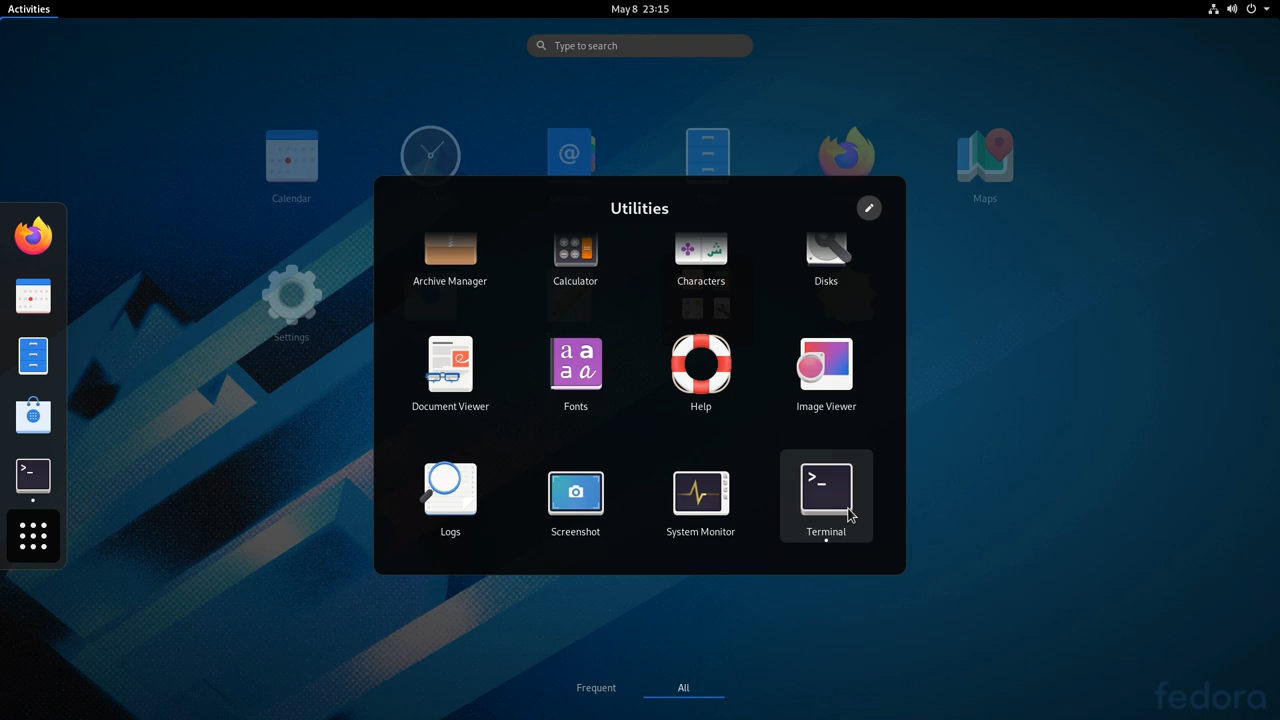 Activities
May 8 23:15
Type to search
Calendar
Maps
Settings
Utilities
Archive Manager
Calculator
Characters
Disks
Document Viewer
Fonts
Help
Image Viewer
Logs
Screenshot
System Monitor
Terminal
Frequent
All
fedora